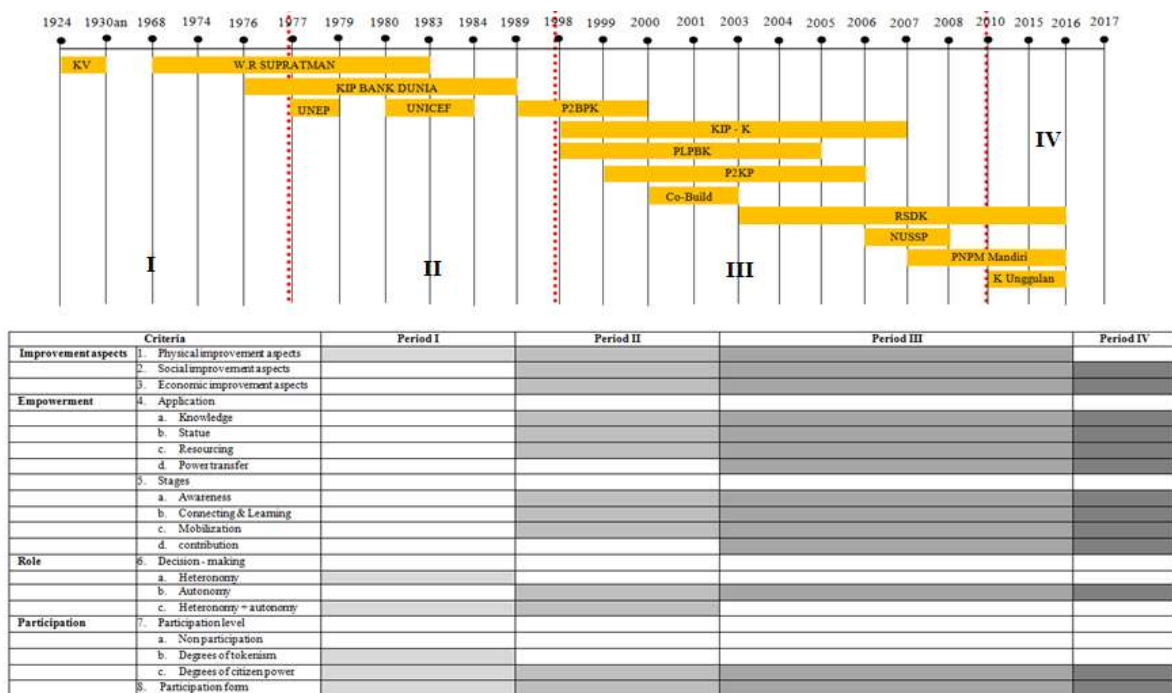 1924 1930an 1968 1974 1976 1977 1979 1980 1983 1984 1989 1998 1999 2000 2001 2003 2004 2005 2006 2007 2008 2010 2015 2016 2017
KV W.R SUPRATMAN
KIP BANK DUNIA
UNEP UNICEF P2BPK
KIP - K
PLPBK
P2KP
Co-Build
RSDK
NUSSP
PNPM Mandiri
K Unggulan
I II III IV
Criteria Period I Period II Period III Period IV
Improvement aspects 1. Physical improvement aspects
2. Social improvement aspects
3. Economic improvement aspects
Empowerment 4. Application
a. Knowledge
b. Statue
c. Resourcing
d. Power transfer
5. Stages
a. Awareness
b. Connecting & Learning
c. Mobilization
d. contribution
Role 6. Decision - making
a. Heteronomy
b. Autonomy
c. Heteronomy + autonomy
Participation 7. Participation level
a. Non participation
b. Degrees of tokenism
c. Degrees of citizen power
8. Participation form